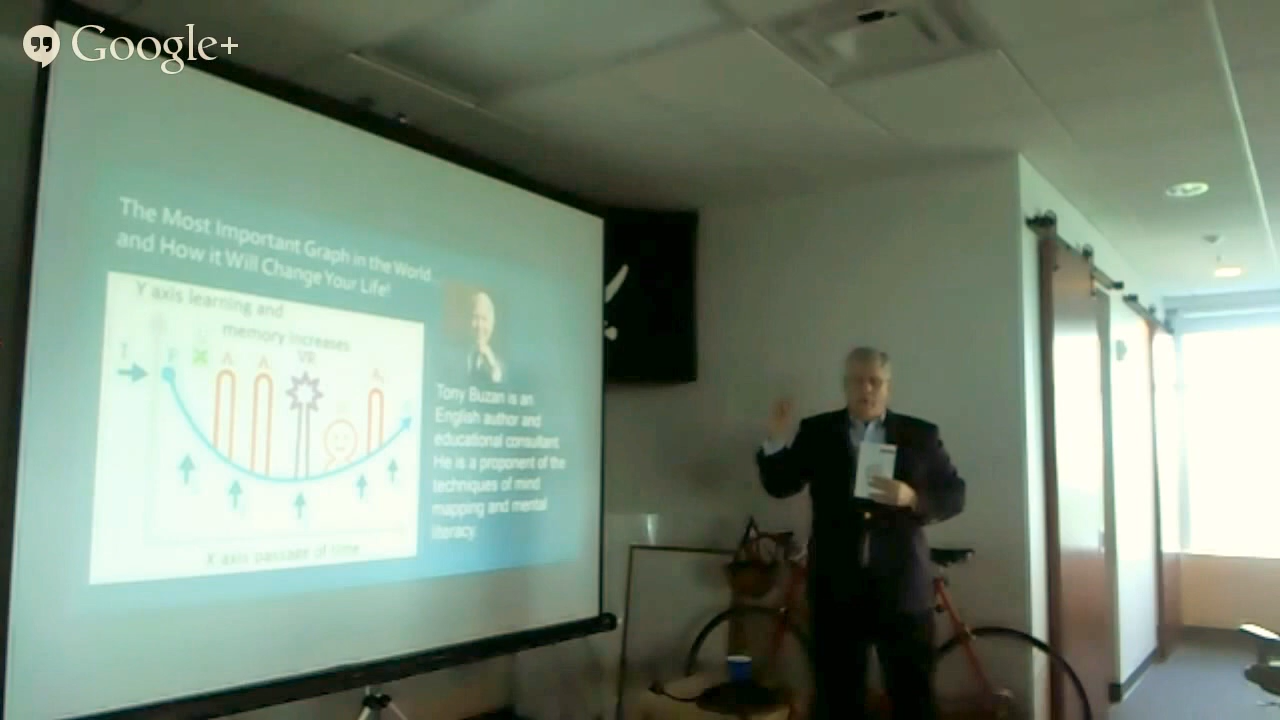 Google+
The Most Important Graph in the World
and How it Will Change Your Life!
Y axis learning and
memory increases
VR
F
A
A
X axis passage of time
Tony Buzan is an
English author and
educational consultant.
He is a proponent of the
techniques of mind
mapping and mental
literacy.